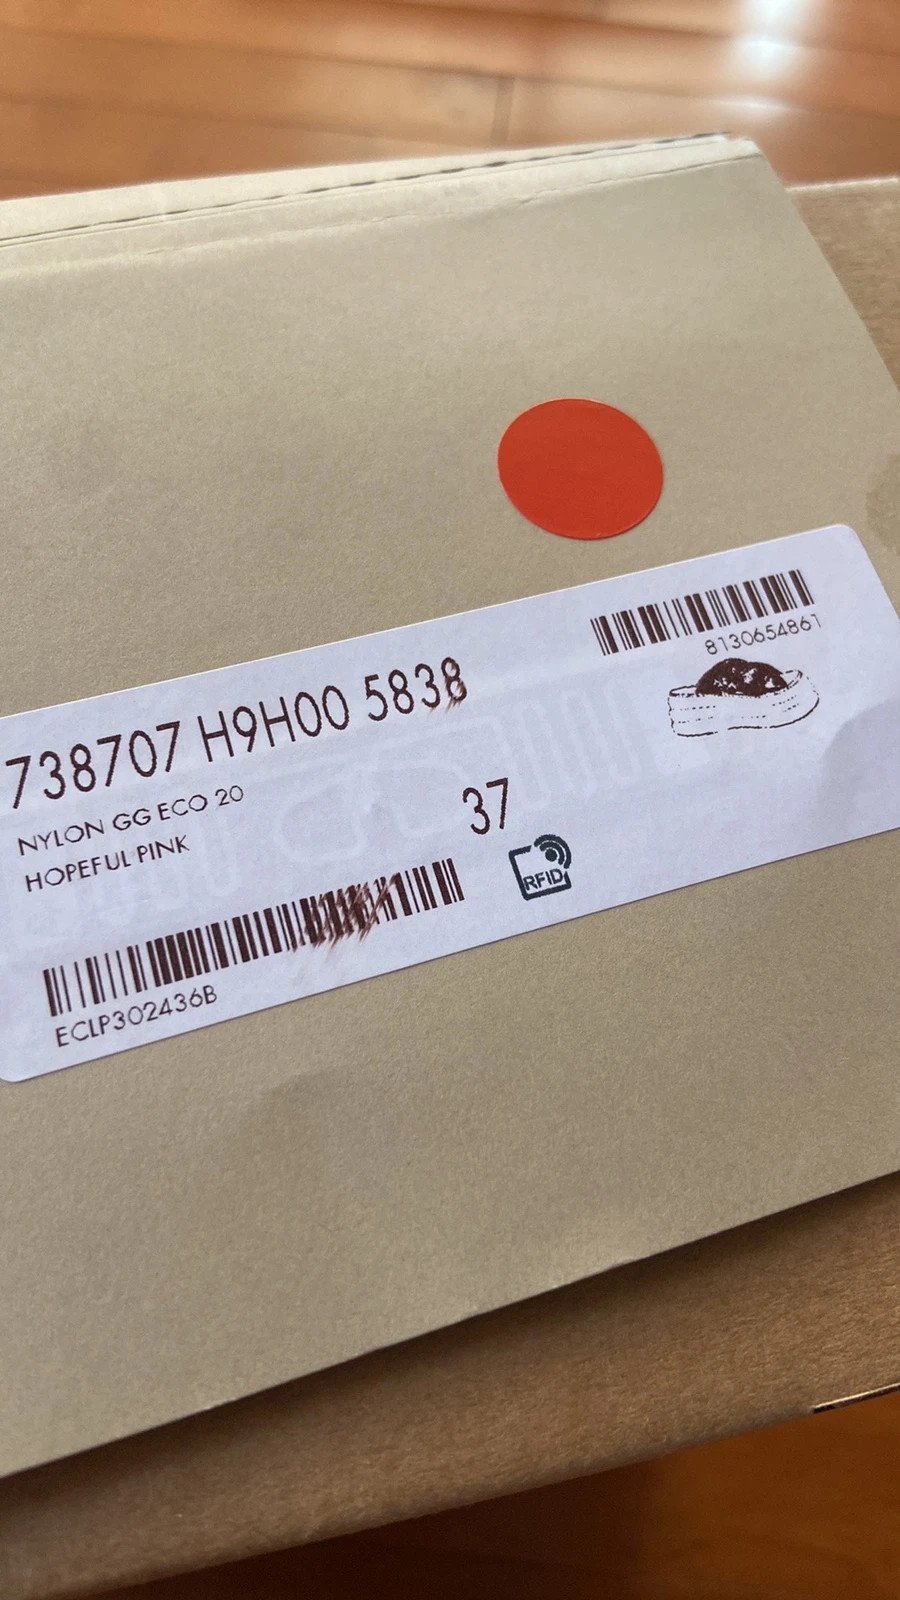 8130654861
738707 H9H00 5838
NYLON GG ECO 20
HOPEFUL PINK
37
RFID
ECLP302436B